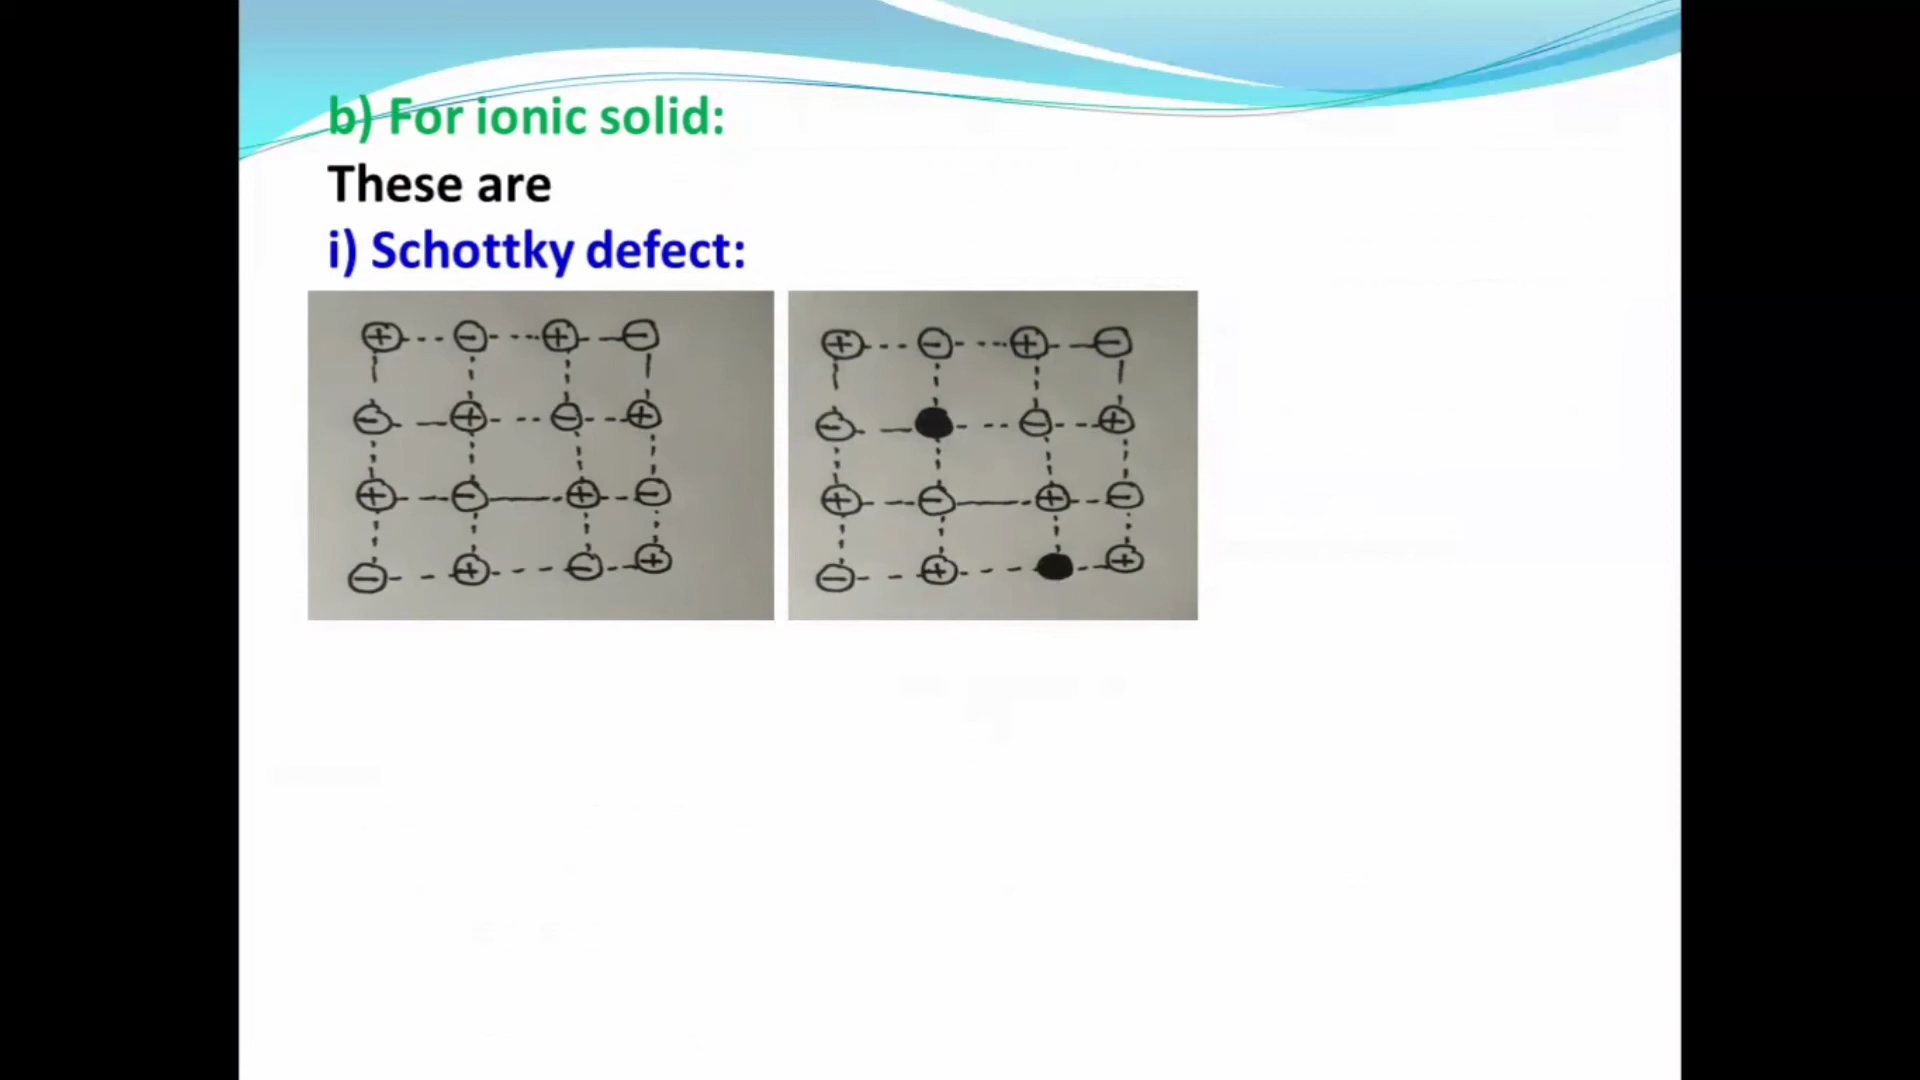 b) For ionic solid:
These are
i) Schottky defect:
+ - + -
- + - +
+ - + -
- + - +
+ - + -
- - +
+ - + -
- + +